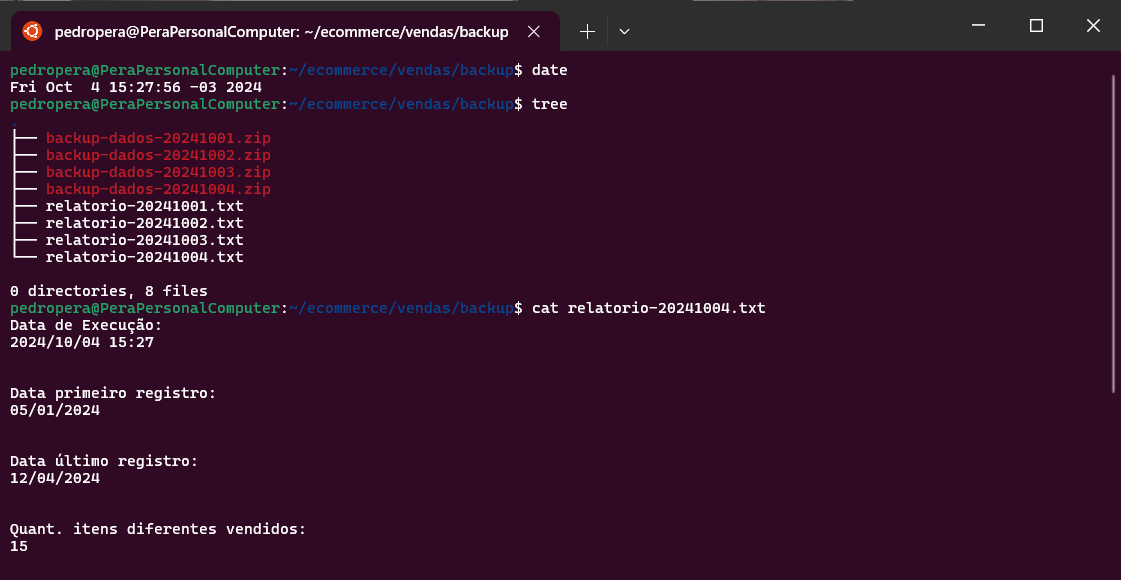 pedropera@PeraPersonalComputer: ~/ecommerce/vendas/backup
pedropera@PeraPersonalComputer:~/ecommerce/vendas/backup$ date
Fri Oct  4 15:27:56 -03 2024
pedropera@PeraPersonalComputer:~/ecommerce/vendas/backup$ tree
.
├── backup-dados-20241001.zip
├── backup-dados-20241002.zip
├── backup-dados-20241003.zip
├── backup-dados-20241004.zip
├── relatorio-20241001.txt
├── relatorio-20241002.txt
├── relatorio-20241003.txt
└── relatorio-20241004.txt
0 directories, 8 files
pedropera@PeraPersonalComputer:~/ecommerce/vendas/backup$ cat relatorio-20241004.txt
Data de Execução:
2024/10/04 15:27
Data primeiro registro:
05/01/2024
Data último registro:
12/04/2024
Quant. itens diferentes vendidos:
15